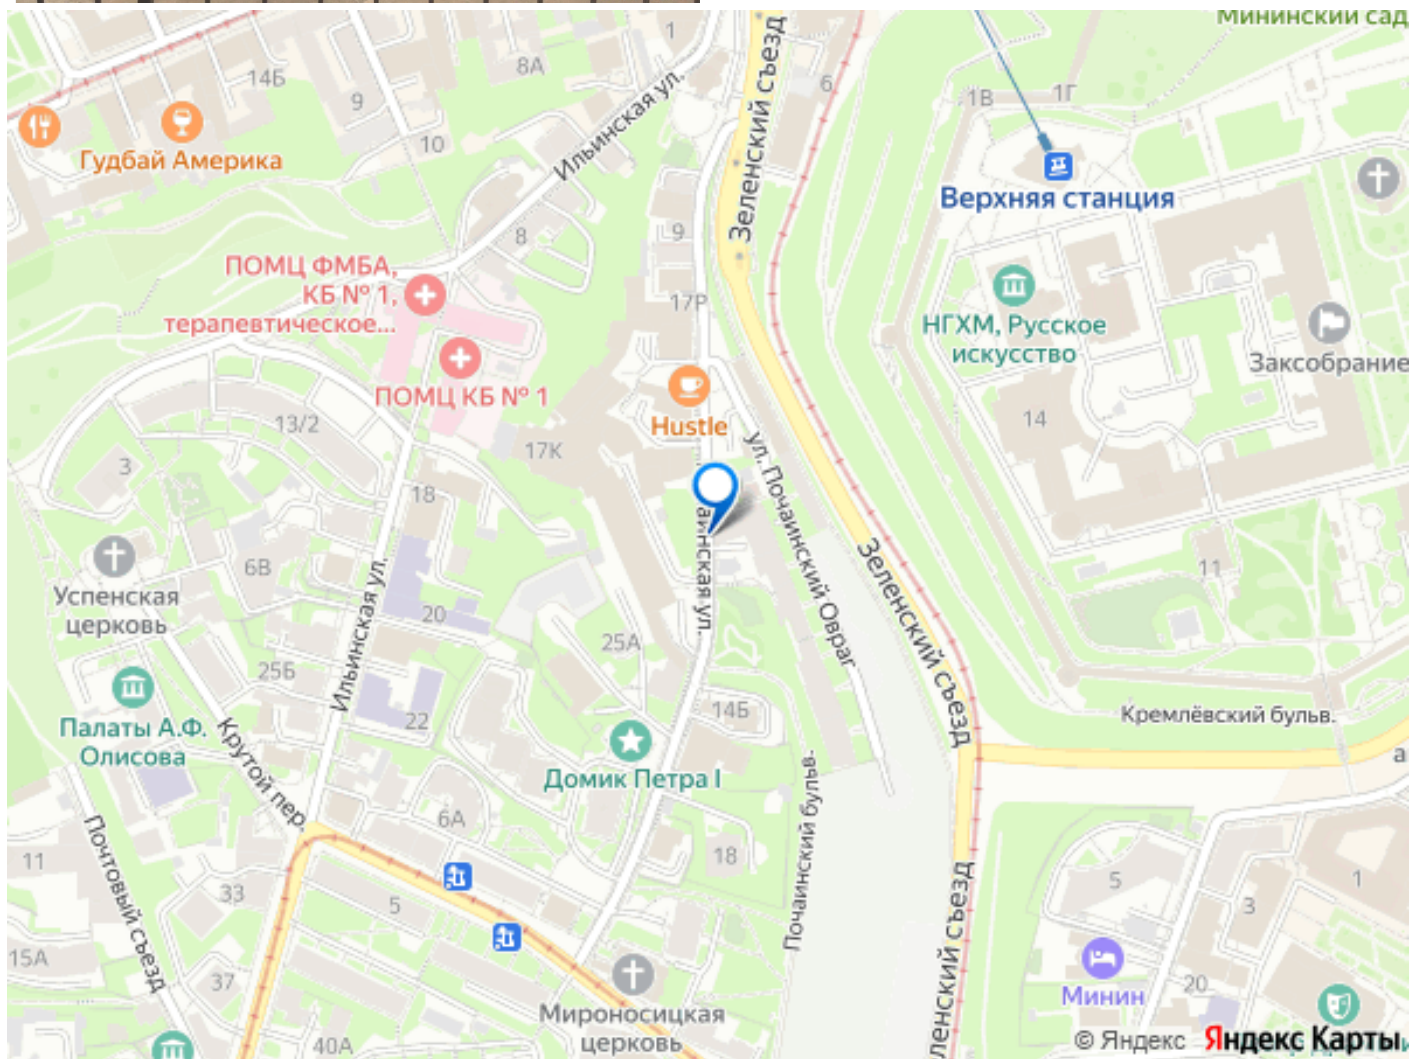 Мининский сад
1
8А
14Б
9
6
1В
1Г
10
Гудбай Америка
Ильинская ул.
Зеленский съезд
Верхняя станция
8
9
ПОМЦ ФМБА,
КБ № 1,
терапевтическое...
17Р
НГХМ, Русское
искусство
Заксобрание
ПОМЦ КБ № 1
Hustle
14
13/2
17К
3
18
ул. Почаинский Овраг
Зеленский съезд
аинская ул.
11
6В
Успенская
церковь
20
Ильинская ул.
25А
25Б
22
14Б
Кремлёвский бульв.
Палаты А.Ф.
Олисова
Крутой пер.
Домик Петра I
а
Почаинский бульв.
6А
18
Почтовый съезд
11
33
5
5
3
1
15А
37
Минин
20
ленский съезд
Мироносицкая
церковь
40А
© Яндекс Яндекс Карты